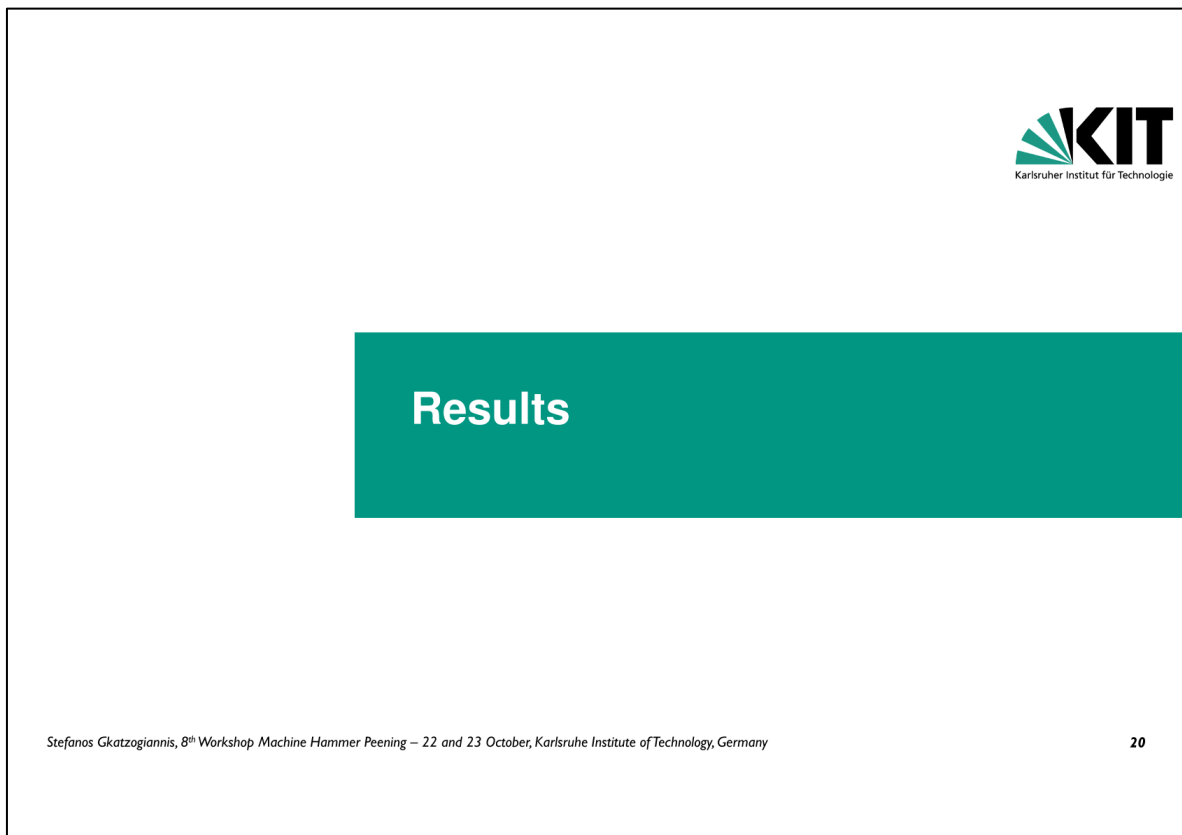 KIT
Karlsruher Institut für Technologie
Results
Stefanos Gkatzogiannis, 8th Workshop Machine Hammer Peening – 22 and 23 October, Karlsruhe Institute of Technology, Germany
20